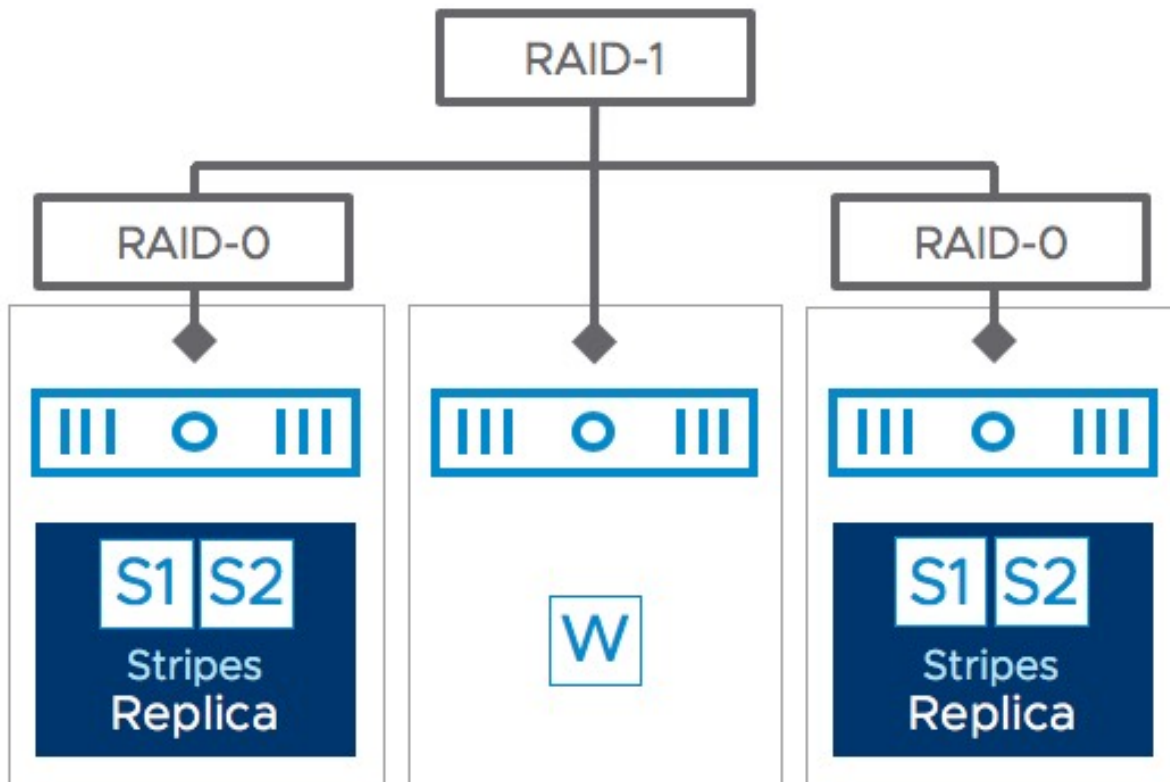 RAID-1
RAID-0
RAID-0
S1 S2
Stripes
Replica
W
S1 S2
Stripes
Replica